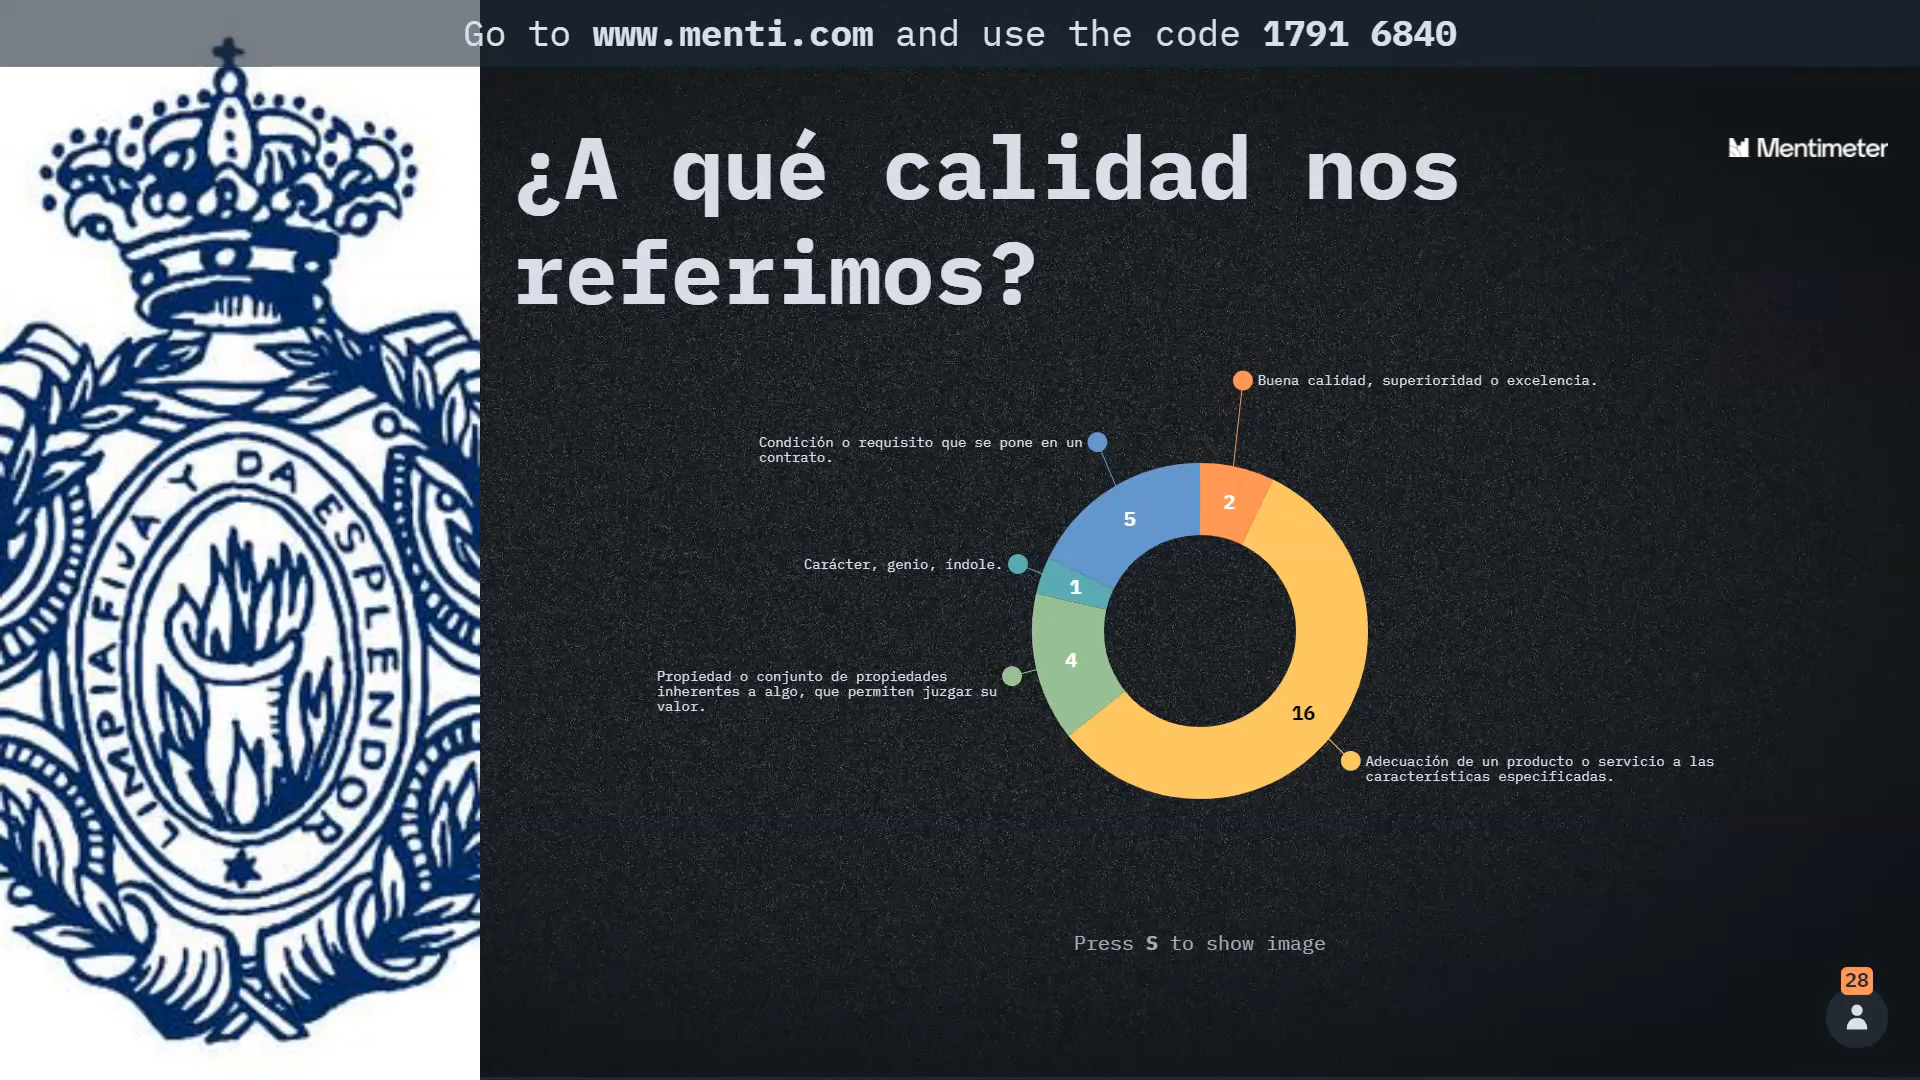 Go to www.menti.com and use the code 1791 6840
¿A qué calidad nos
referimos?
Mentimeter
Buena calidad, superioridad o excelencia.
Condición o requisito que se pone en un
contrato.
Carácter, genio, índole.
Propiedad o conjunto de propiedades
inherentes a algo, que permiten juzgar su
valor.
Adecuación de un producto o servicio a las
características especificadas.
2
5
1
4
16
LIMPIA FIJA Y DA ESPLENDOR
Press S to show image
28